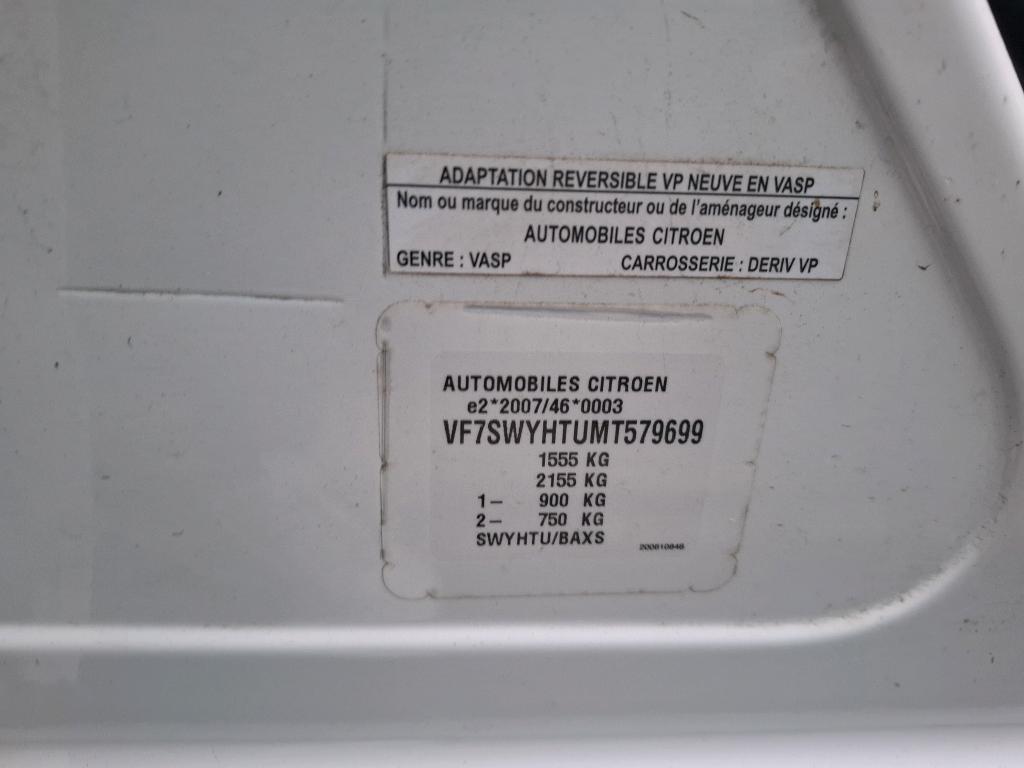 ADAPTATION REVERSIBLE VP NEUVE EN VASP
Nom ou marque du constructeur ou de l'aménageur désigné :
AUTOMOBILES CITROEN
GENRE : VASP CARROSSERIE : DERIV VP
AUTOMOBILES CITROEN
e2*2007/46*0003
VF7SWYHTUMT579699
1555 KG
2155 KG
1- 900 KG
2- 750 KG
SWYHTU/BAXS 200610846